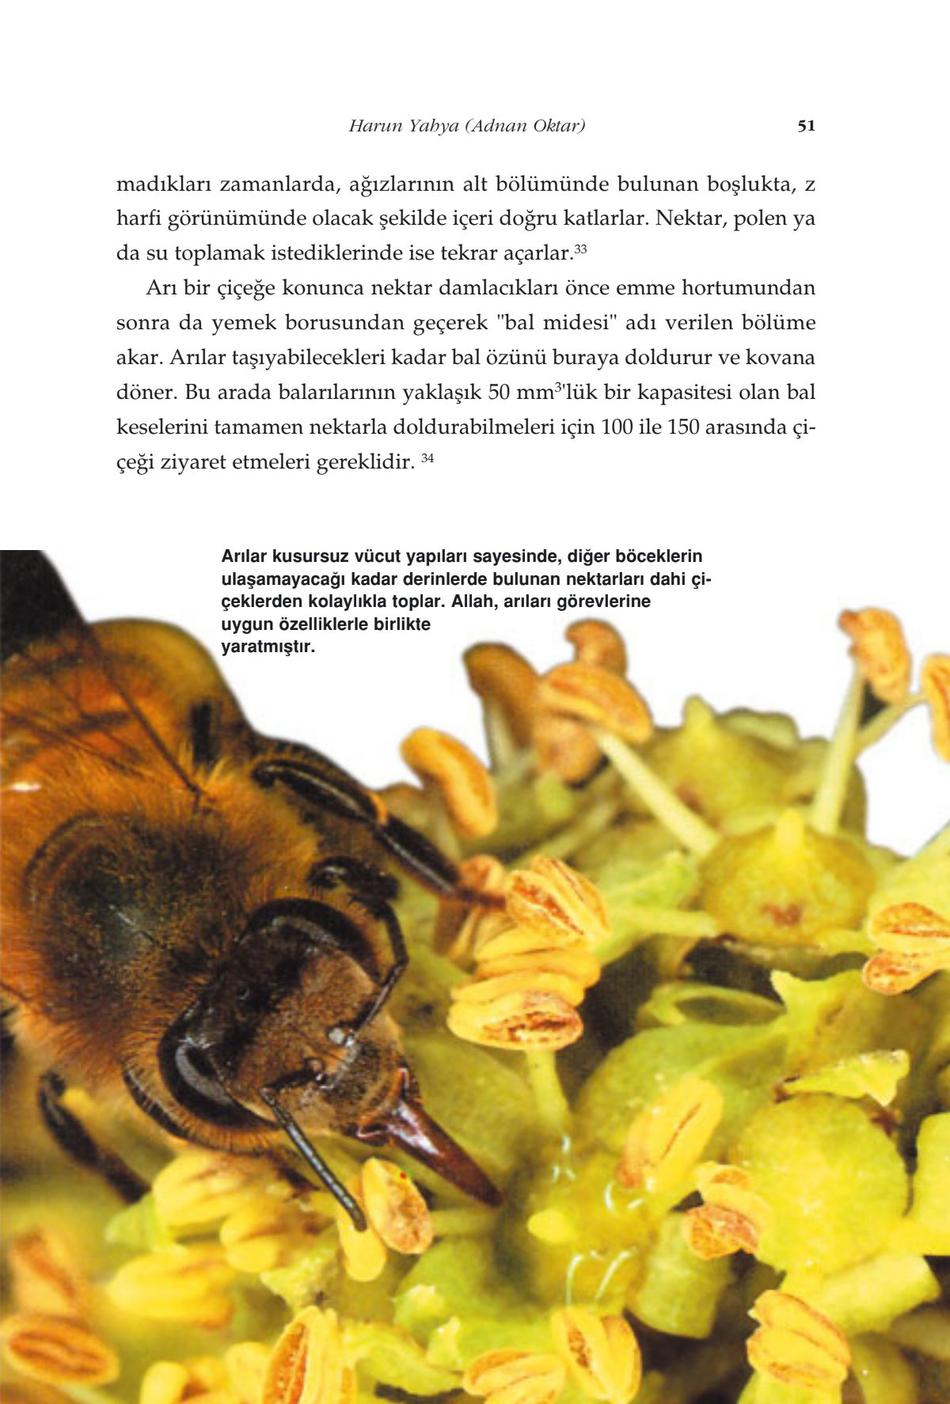 Harun Yahya (Adnan Oktar)
51
madıkları zamanlarda, ağızlarının alt bölümünde bulunan boşlukta, z
harfi görünümünde olacak şekilde içeri doğru katlarlar. Nektar, polen ya
da su toplamak istediklerinde ise tekrar açarlar.³³
Arı bir çiçeğe konunca nektar damlacıkları önce emme hortumundan
sonra da yemek borusundan geçerek "bal midesi" adı verilen bölüme
akar. Arılar taşıyabilecekleri kadar bal özünü buraya doldurur ve kovana
döner. Bu arada balarılarının yaklaşık 50 mm³'lük bir kapasitesi olan bal
keselerini tamamen nektarla doldurabilmeleri için 100 ile 150 arasında çi-
çeği ziyaret etmeleri gereklidir. ³⁴
Arılar kusursuz vücut yapıları sayesinde, diğer böceklerin
ulaşamayacağı kadar derinlerde bulunan nektarları dahi çi-
çeklerden kolaylıkla toplar. Allah, arıları görevlerine
uygun özelliklerle birlikte
yaratmıştır.